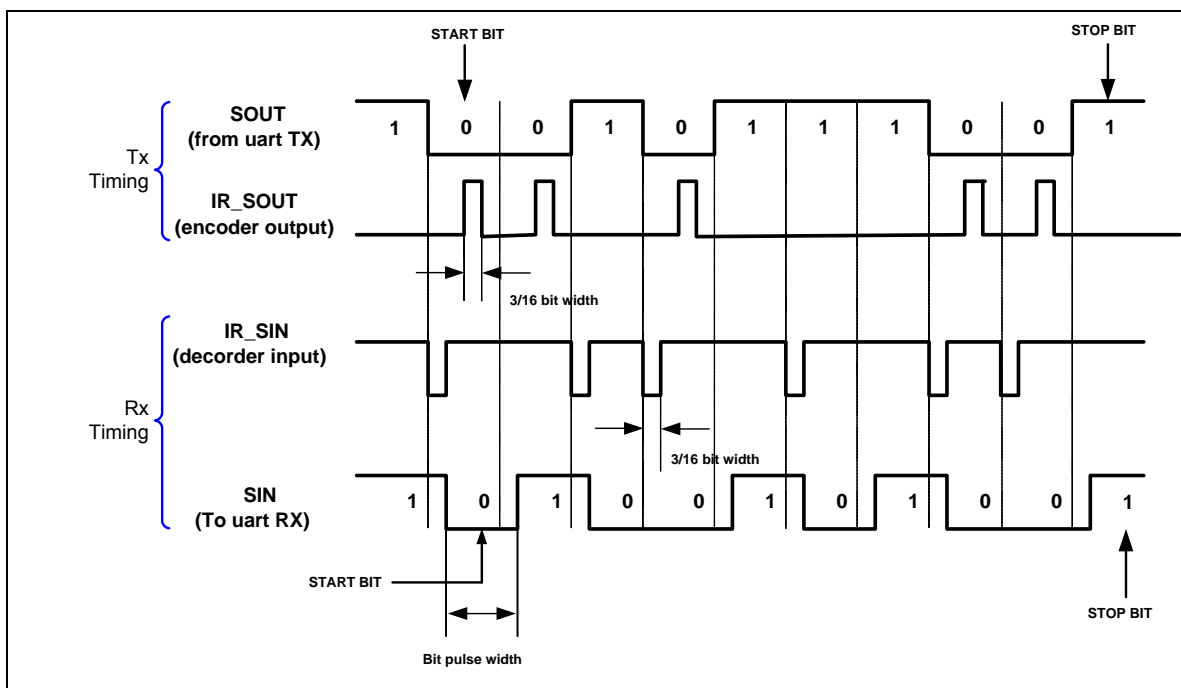 START BIT
STOP BIT
SOUT
(from uart TX)
1 0 0 1 0 1 1 1 0 0 1
Tx
Timing
IR_SOUT
(encoder output)
3/16 bit width
IR_SIN
(decorder input)
Rx
Timing
3/16 bit width
SIN
(To uart RX)
1 0 1 0 0 1 0 1 0 0 1
START BIT
STOP BIT
Bit pulse width